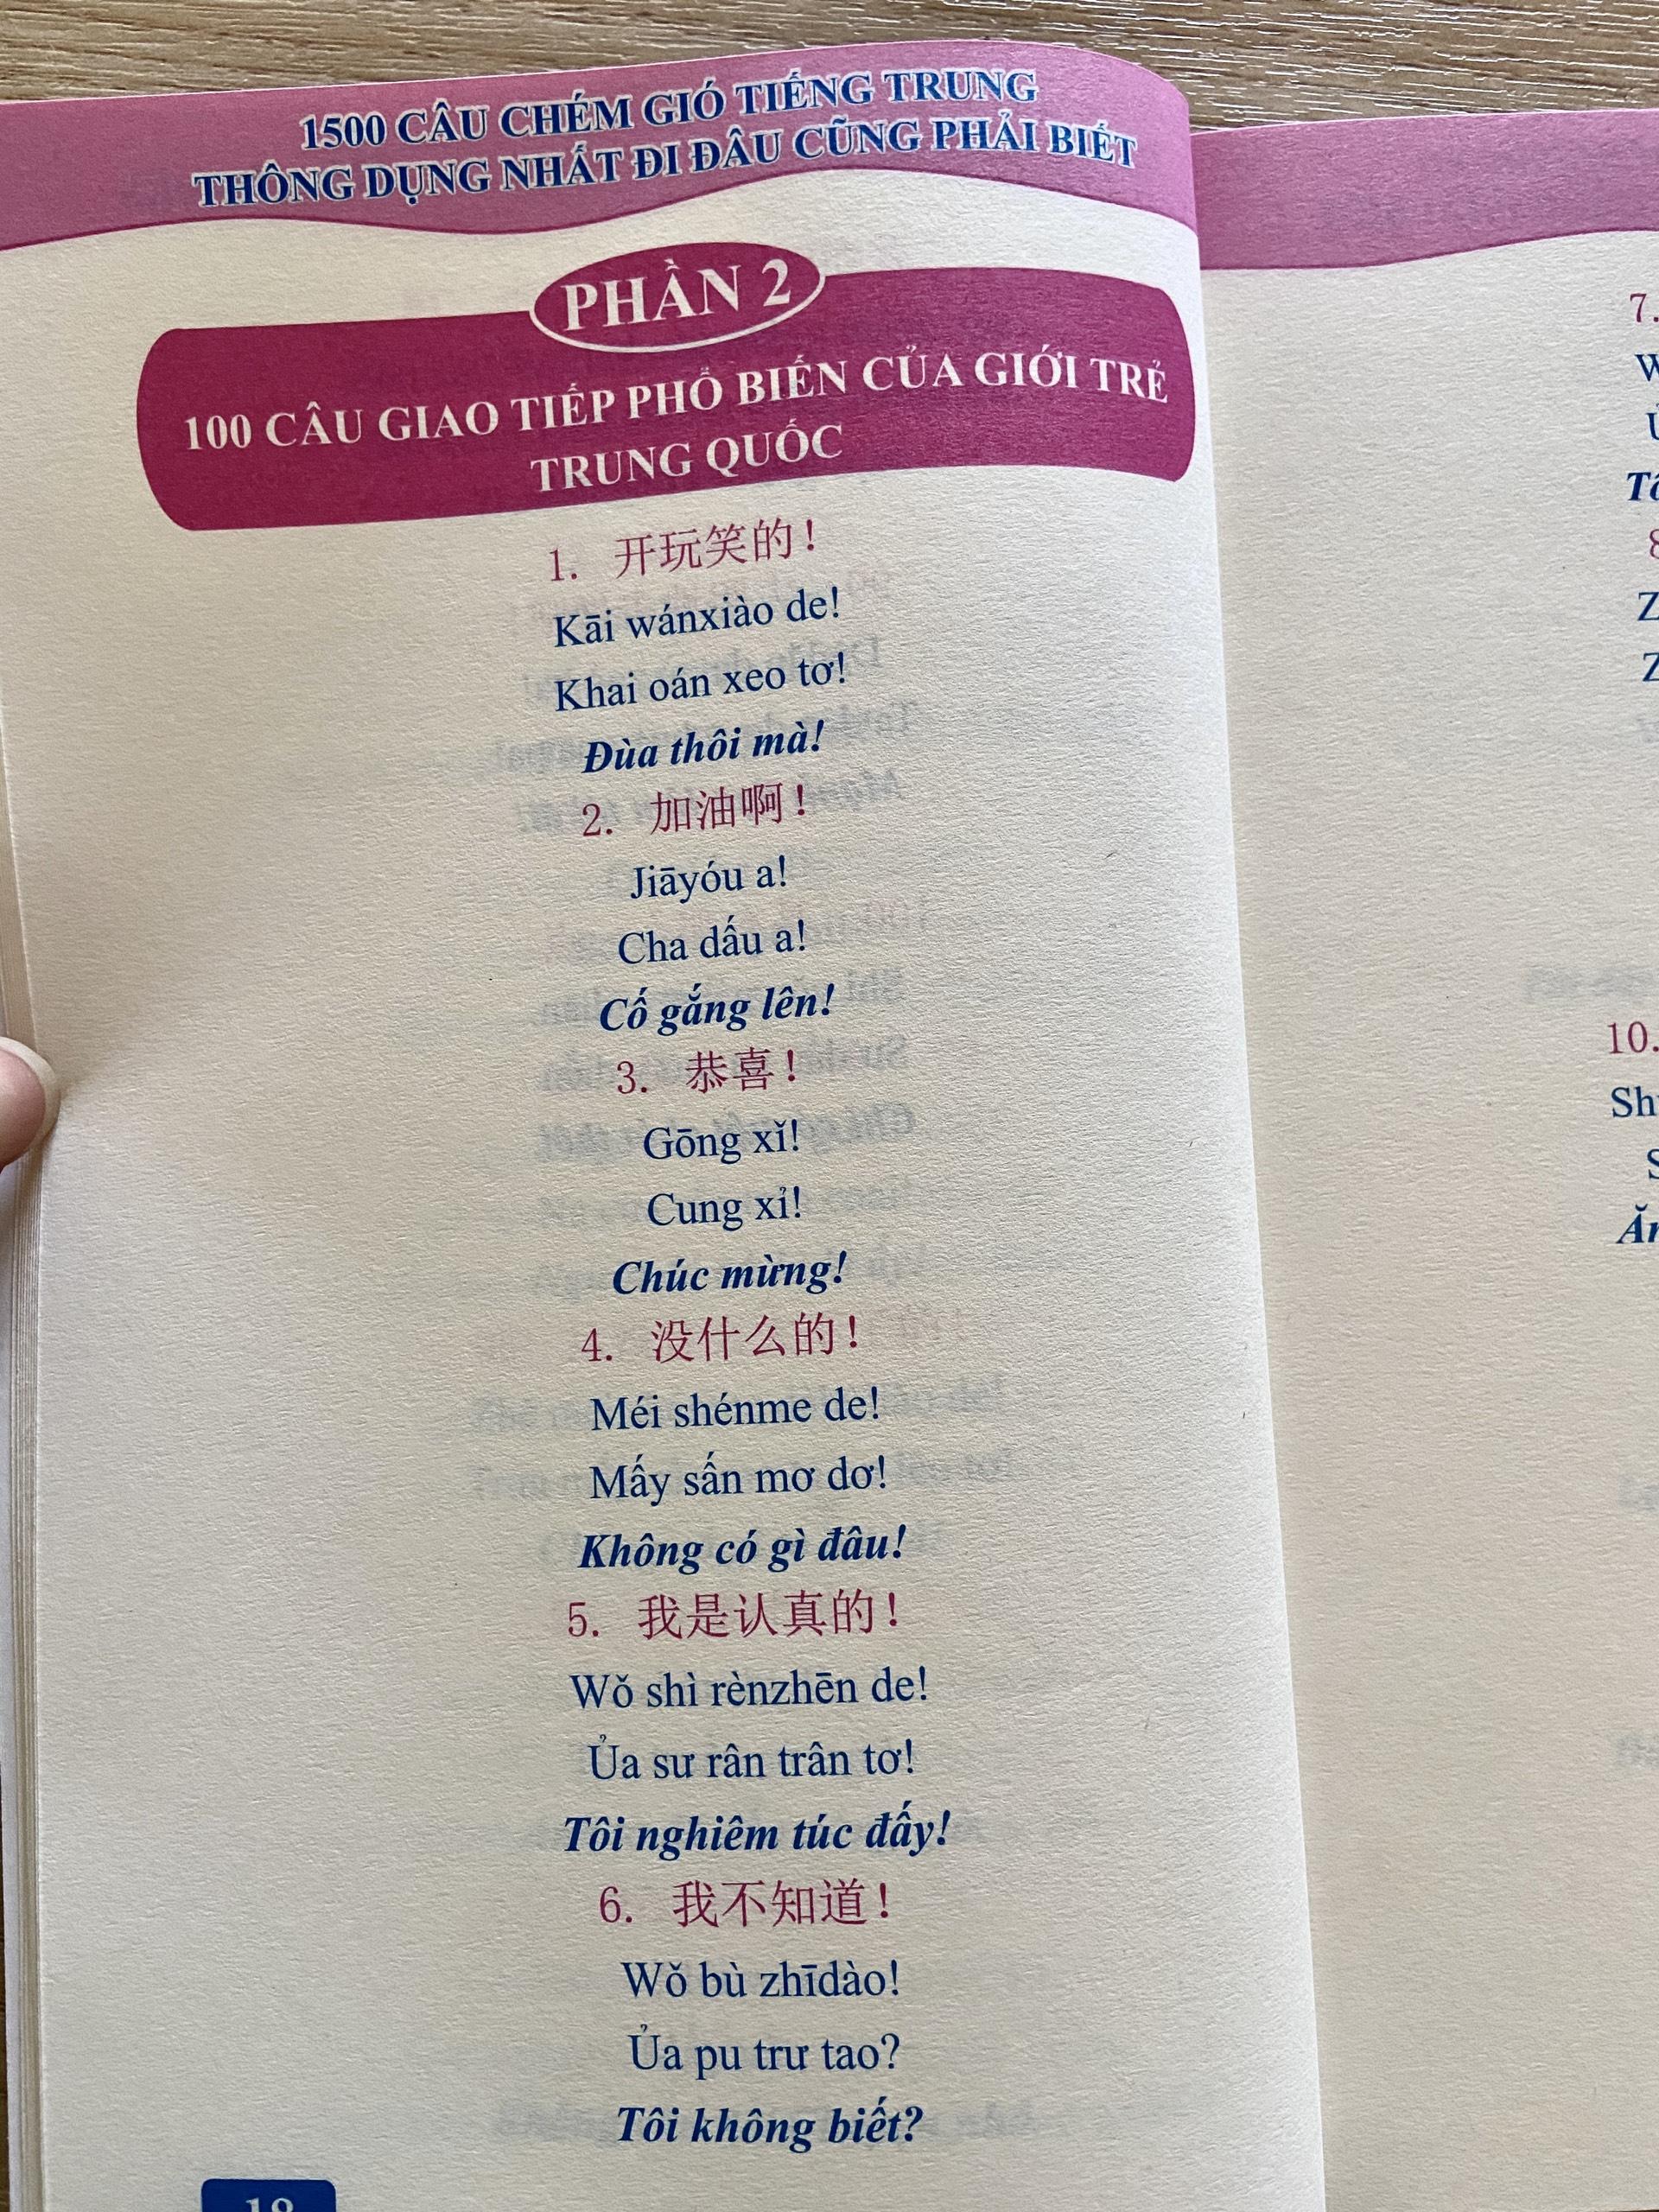 1500 CÂU CHÉM GIÓ TIẾNG TRUNG
THÔNG DỤNG NHẤT ĐI ĐÂU CŨNG PHẢI BIẾT
PHẦN 2
100 CÂU GIAO TIẾP PHỔ BIẾN CỦA GIỚI TRẺ
TRUNG QUỐC
1. 开玩笑的！
Kāi wánxiào de!
Khai oán xeo tơ!
Đùa thôi mà!
2. 加油啊！
Jiāyóu a!
Cha dấu a!
Cố gắng lên!
3. 恭喜！
Gōng xǐ!
Cung xỉ!
Chúc mừng!
4. 没什么的！
Méi shénme de!
Mấy sấn mơ dơ!
Không có gì đâu!
5. 我是认真的！
Wǒ shì rènzhēn de!
Ủa sư rân trân tơ!
Tôi nghiêm túc đấy!
6. 我不知道！
Wǒ bù zhīdào!
Ủa pu trư tao?
Tôi không biết?
18
7.
10.